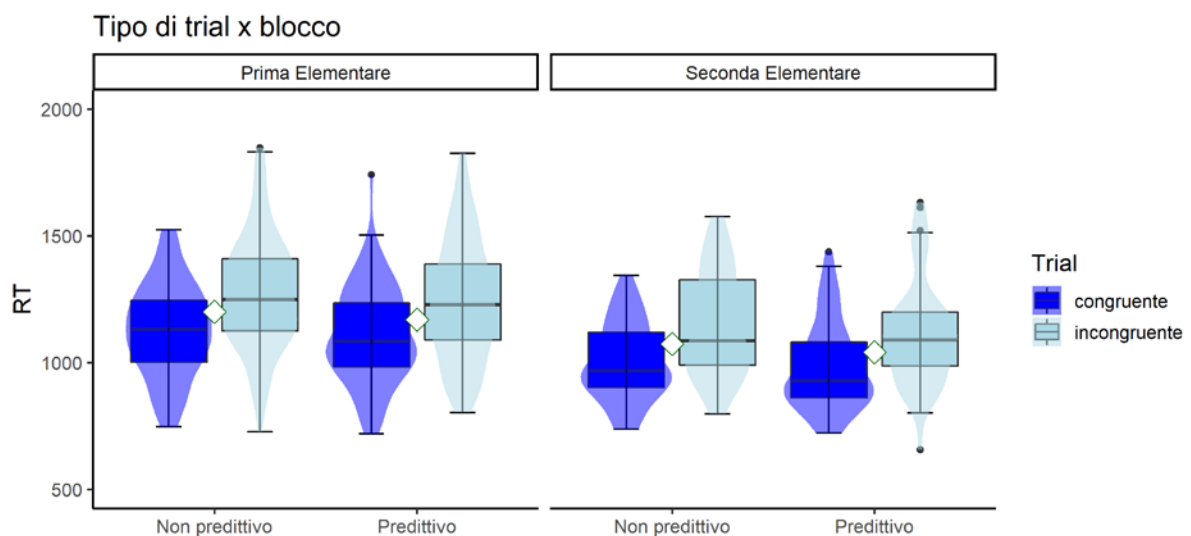 Tipo di trial x blocco
Prima Elementare
Seconda Elementare
2000
1500
1000
500
RT
Non predittivo
Predittivo
Non predittivo
Predittivo
Trial
congruente
incongruente